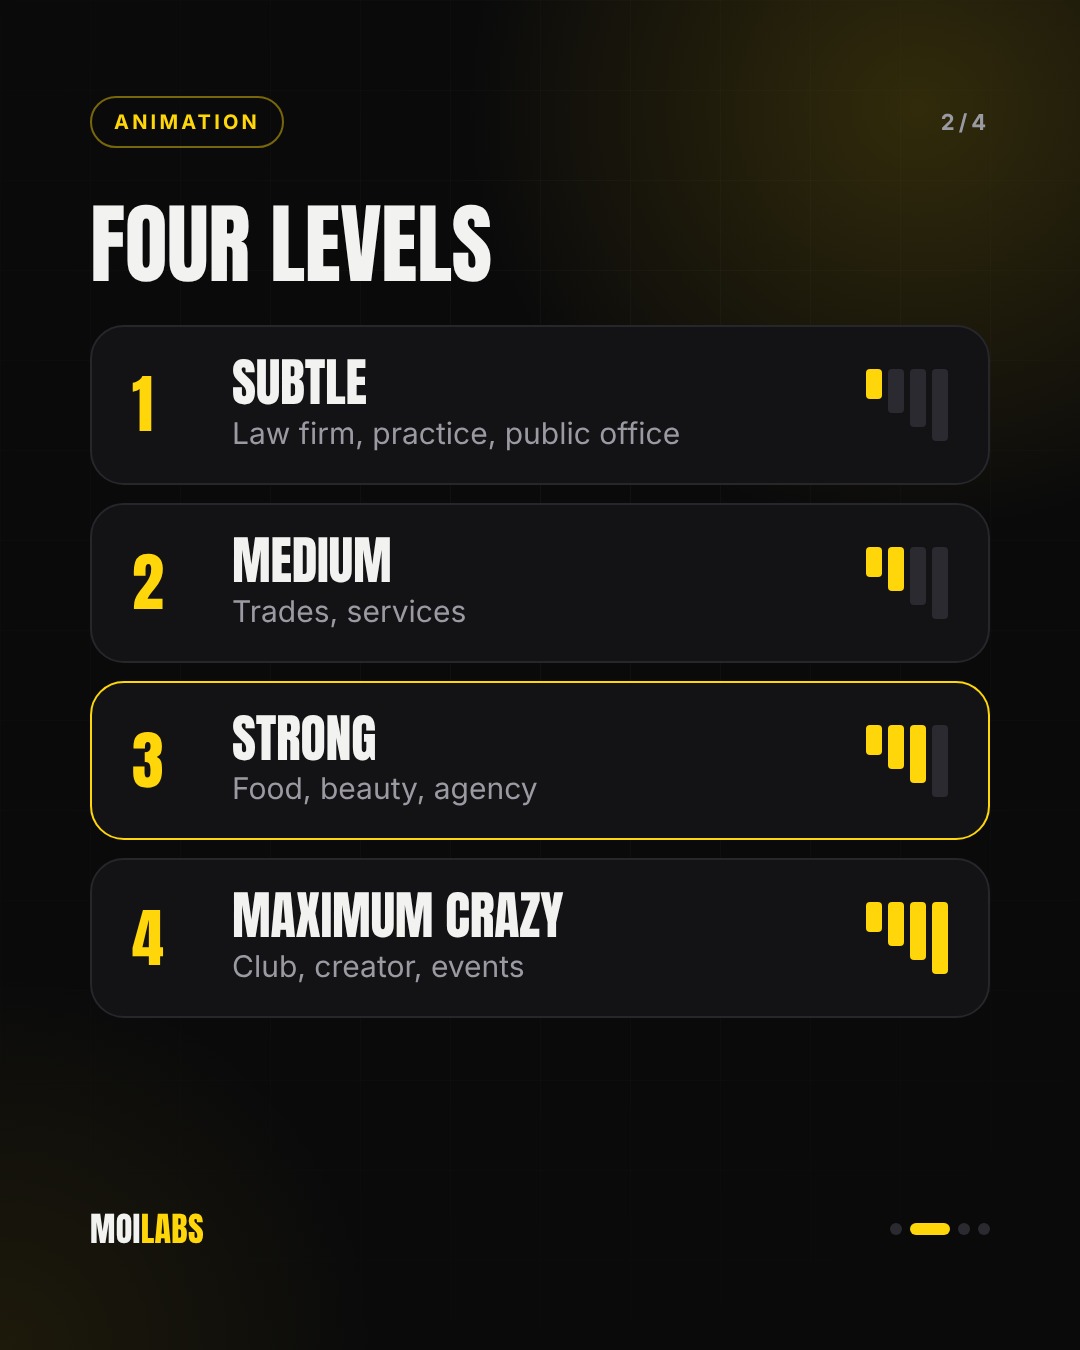 ANIMATION
2/4
FOUR LEVELS
1
SUBTLE
Law firm, practice, public office
2
MEDIUM
Trades, services
3
STRONG
Food, beauty, agency
4
MAXIMUM CRAZY
Club, creator, events
MOILABS